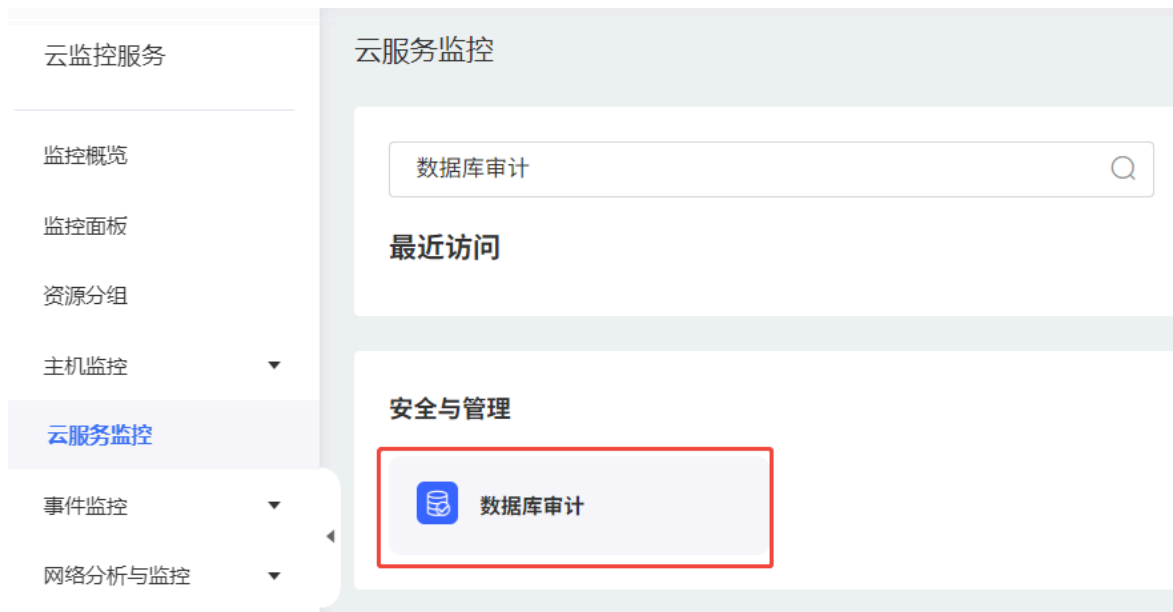 云监控服务
监控概览
监控面板
资源分组
主机监控
云服务监控
事件监控
网络分析与监控
云服务监控
数据库审计
最近访问
安全与管理
数据库审计